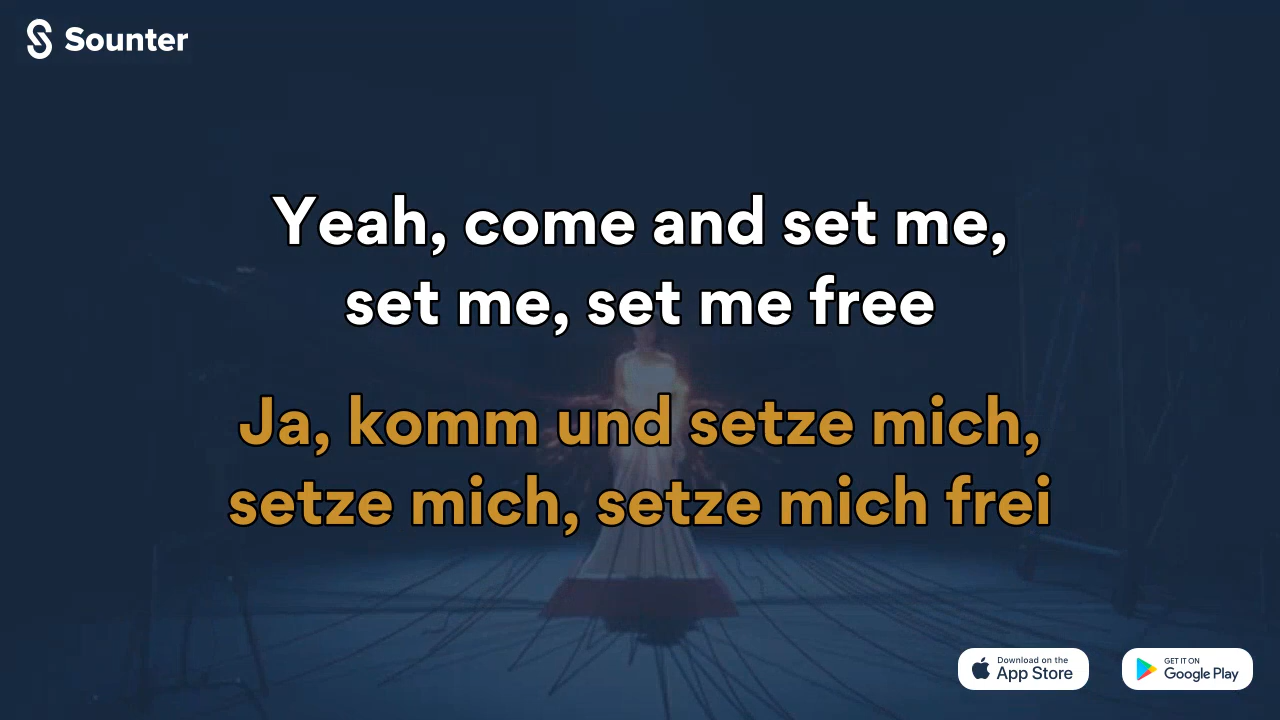 Sounter
Yeah, come and set me,
set me, set me free
Ja, komm und setze mich,
setze mich, setze mich frei
Download on the
App Store
GET IT ON
Google Play